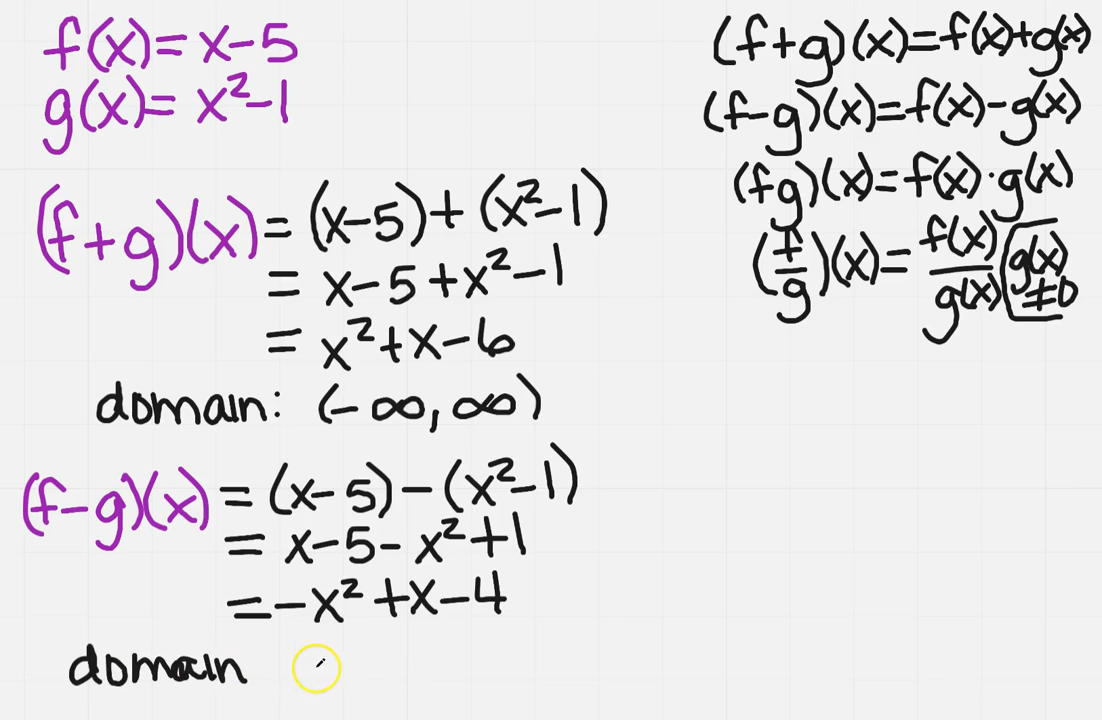 f(x)= x-5
g(x)= x²-1
(f+g)(x) = (x-5)+(x²-1)
= x-5+x²-1
= x²+x-6
domain: (-∞,∞)
(f-g)(x) = (x-5)-(x²-1)
= x-5-x²+1
=-x²+x-4
domain
(f+g)(x)=f(x)+g(x)
(f-g)(x)=f(x)-g(x)
(fg)(x)=f(x)·g(x)
(f/g)(x)=f(x)/g(x) g(x)
≠0